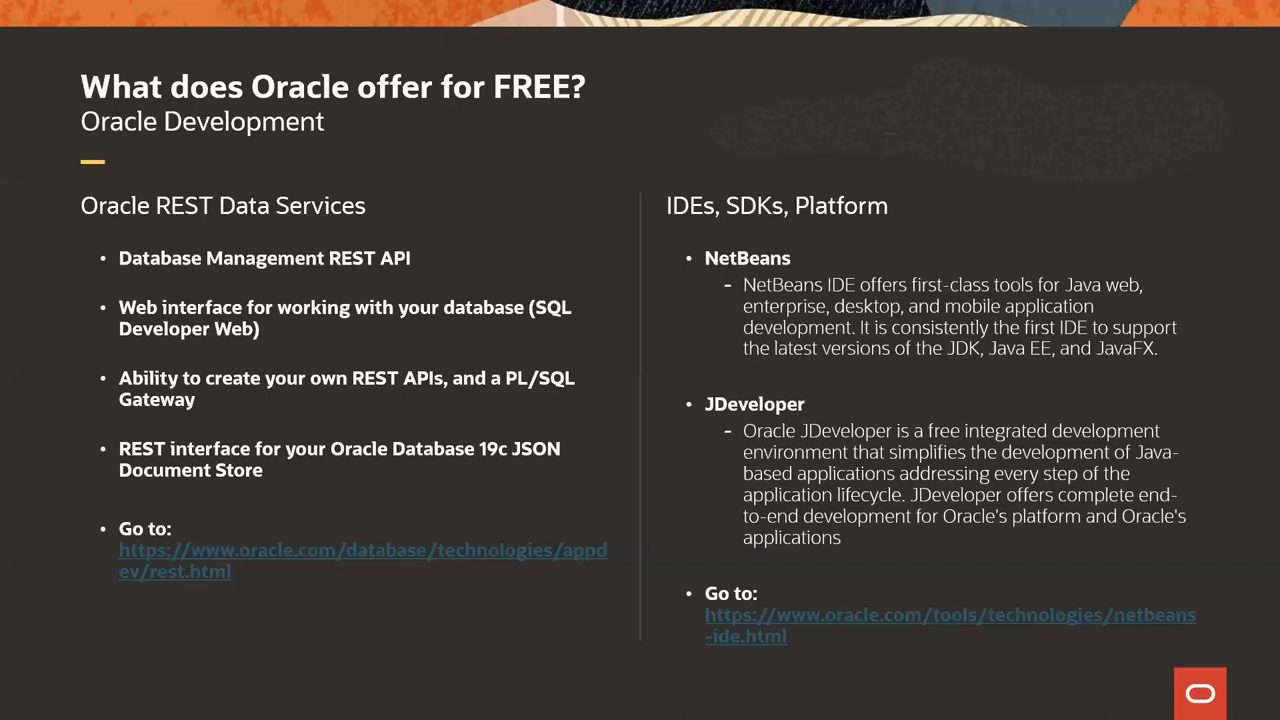 What does Oracle offer for FREE?
Oracle Development
Oracle REST Data Services
• Database Management REST API
• Web interface for working with your database (SQL
Developer Web)
• Ability to create your own REST APIs, and a PL/SQL
Gateway
• REST interface for your Oracle Database 19c JSON
Document Store
• Go to:
https://www.oracle.com/database/technologies/appd
ev/rest.html
IDEs, SDKs, Platform
• NetBeans
- NetBeans IDE offers first-class tools for Java web,
enterprise, desktop, and mobile application
development. It is consistently the first IDE to support
the latest versions of the JDK, Java EE, and JavaFX.
• JDeveloper
- Oracle JDeveloper is a free integrated development
environment that simplifies the development of Java-
based applications addressing every step of the
application lifecycle. JDeveloper offers complete end-
to-end development for Oracle's platform and Oracle's
applications
• Go to:
https://www.oracle.com/tools/technologies/netbeans
-ide.html